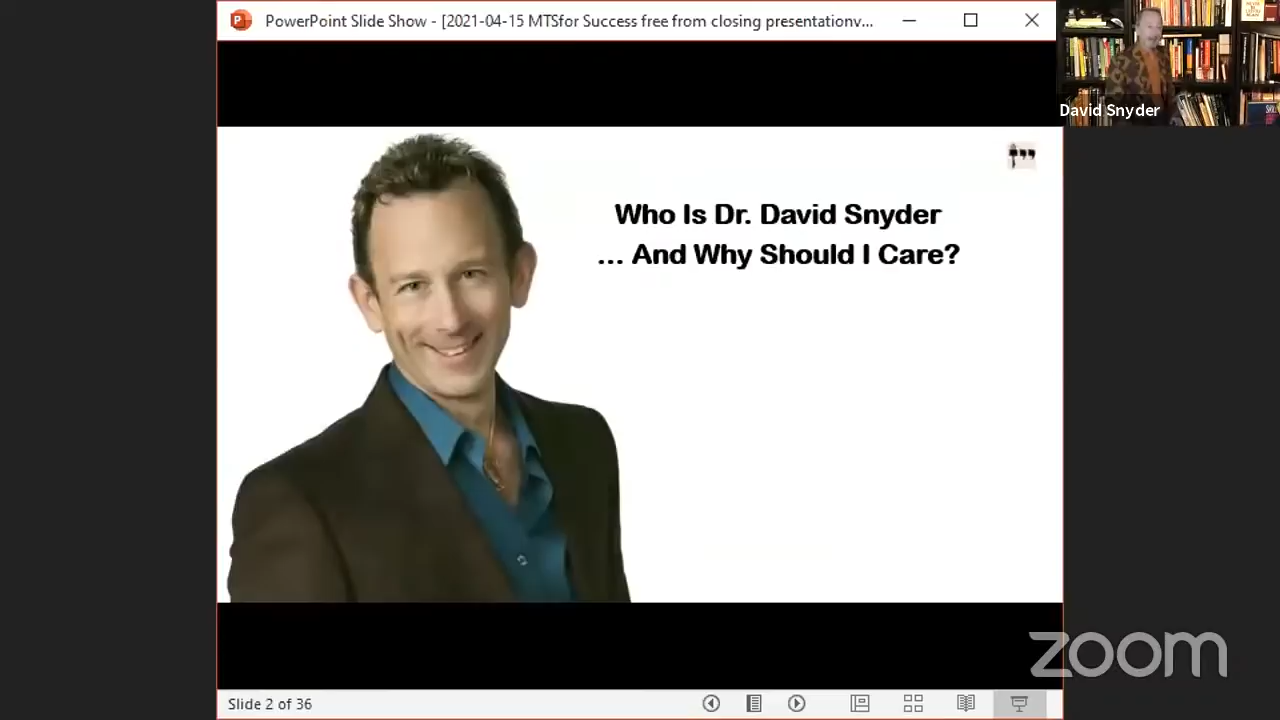 PowerPoint Slide Show - [2021-04-15 MTSfor Success free from closing presentationv...
David Snyder
Who Is Dr. David Snyder
... And Why Should I Care?
zoom
Slide 2 of 36